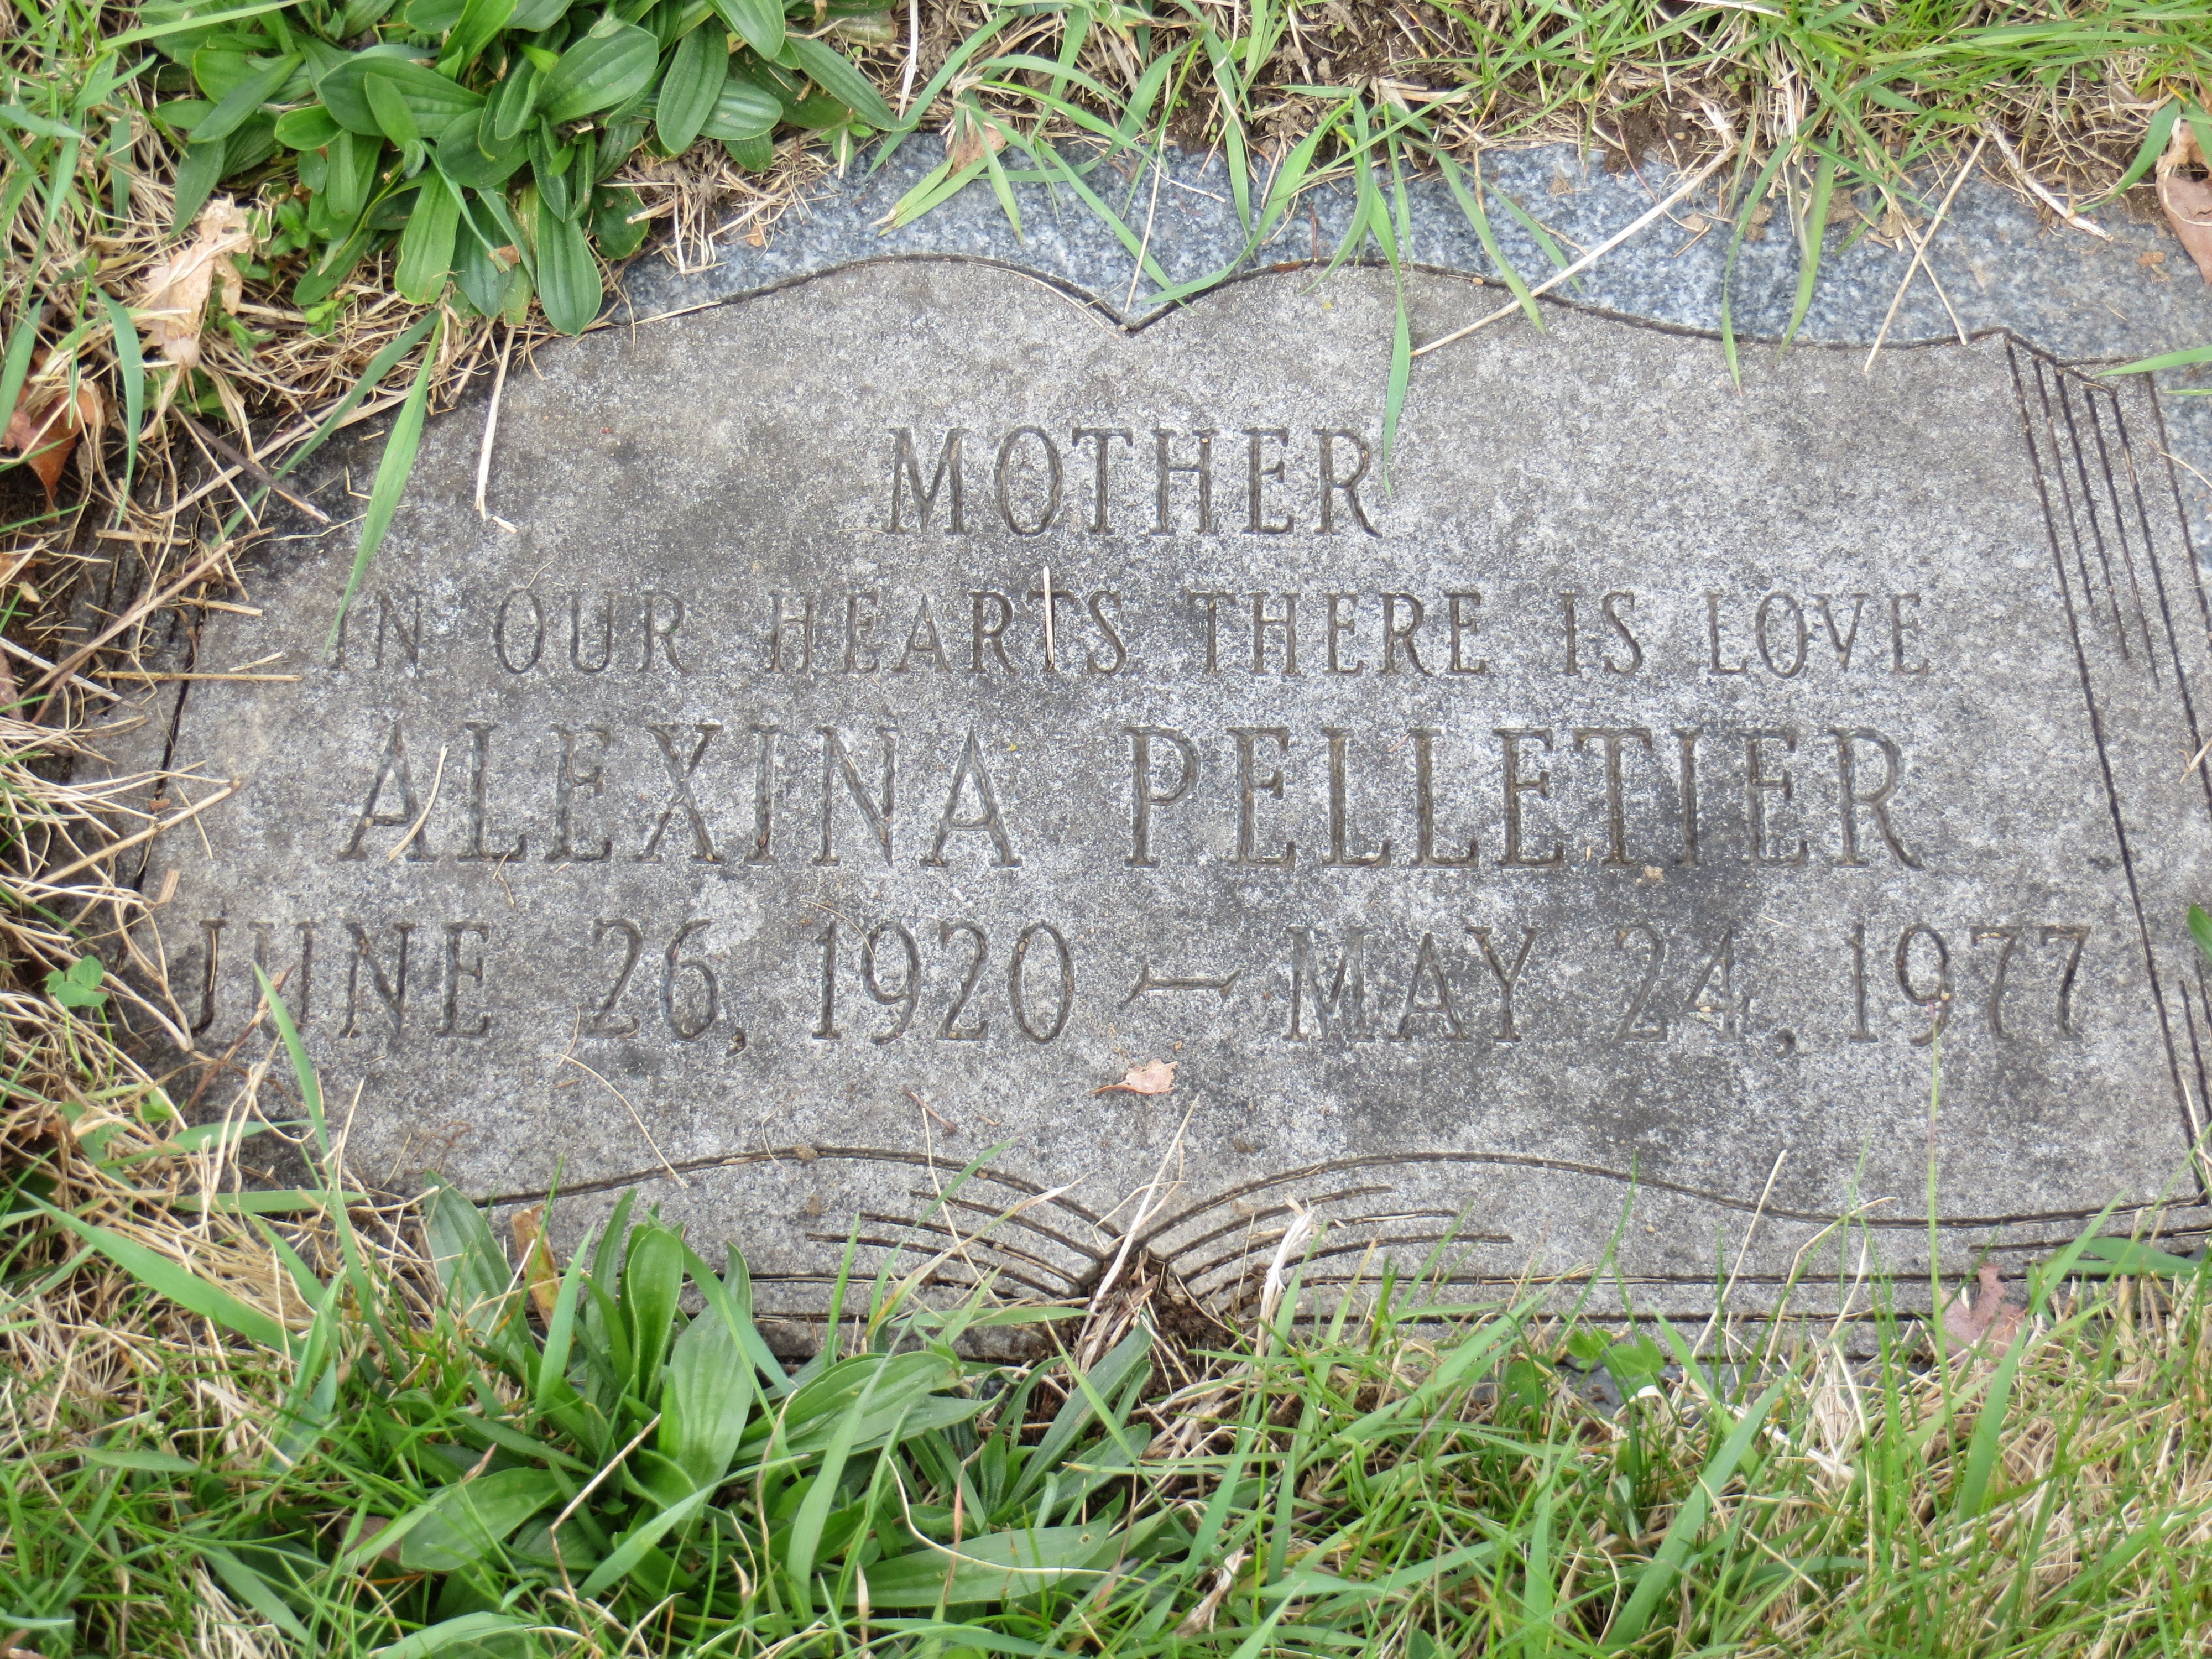 MOTHER
IN OUR HEARTS THERE IS LOVE
ALEXINA PELLETIER
JUNE 26, 1920 — MAY 24, 1977